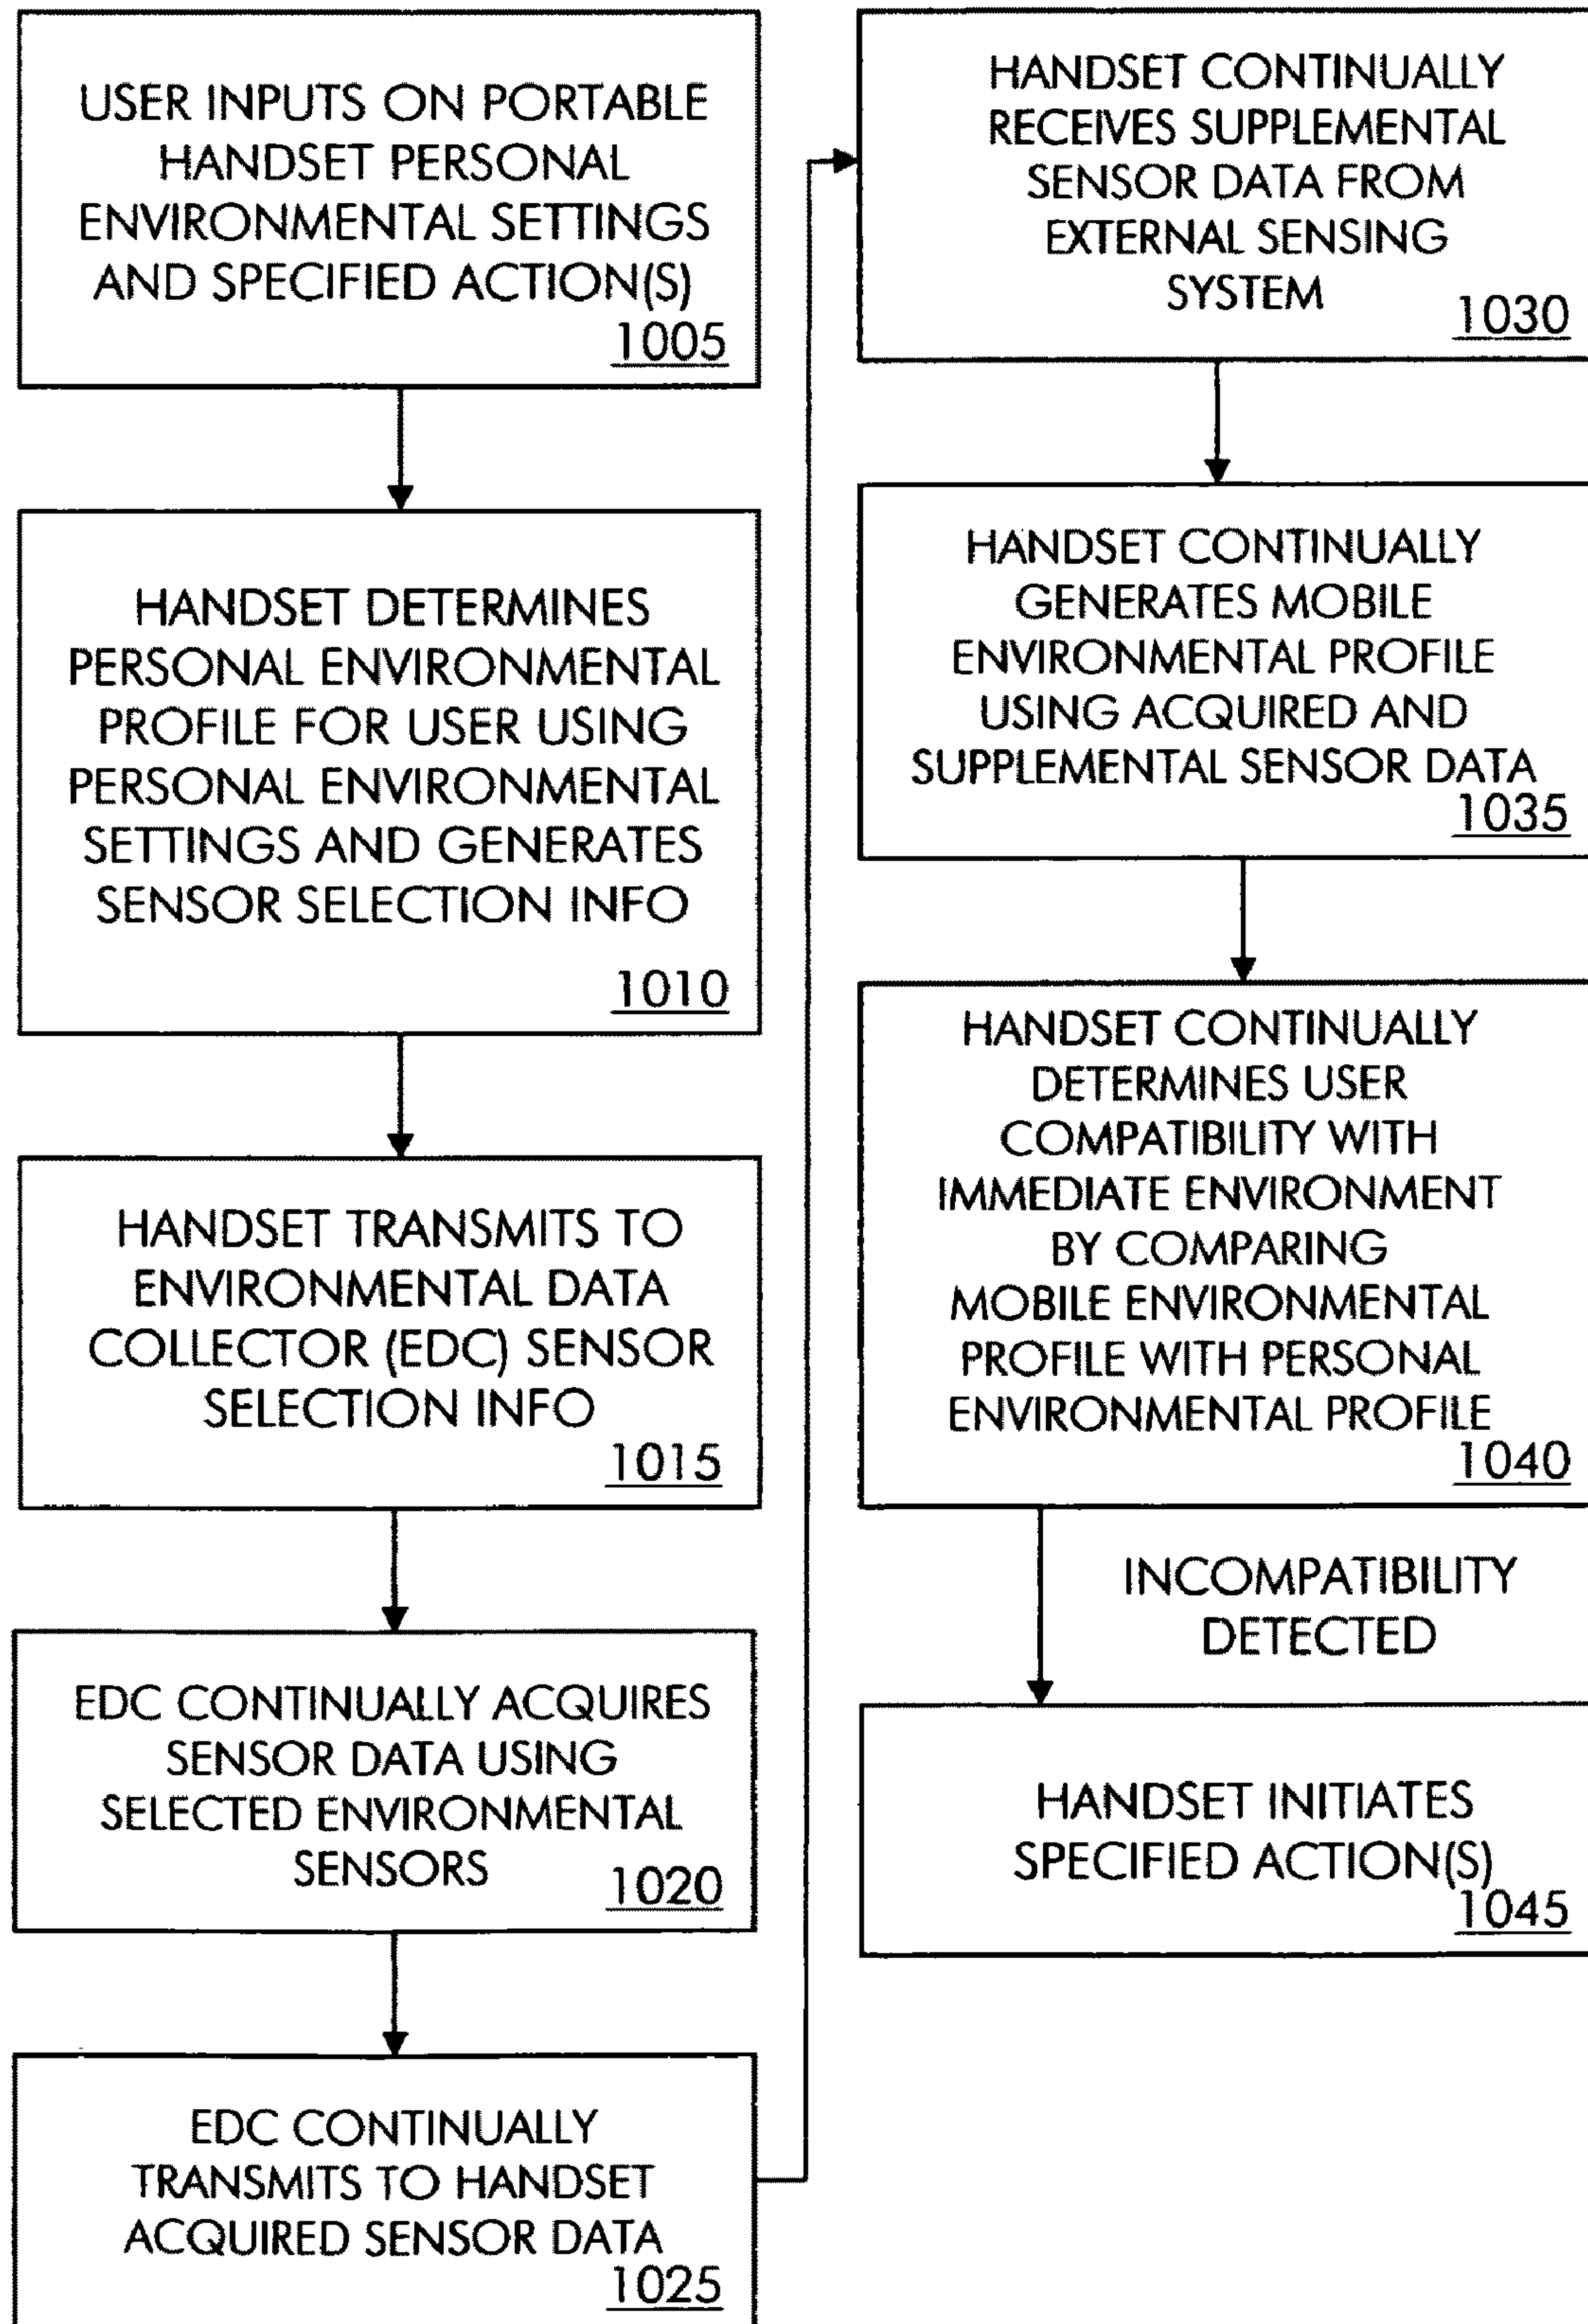 USER INPUTS ON PORTABLE
HANDSET PERSONAL
ENVIRONMENTAL SETTINGS
AND SPECIFIED ACTION(S)
1005
HANDSET DETERMINES
PERSONAL ENVIRONMENTAL
PROFILE FOR USER USING
PERSONAL ENVIRONMENTAL
SETTINGS AND GENERATES
SENSOR SELECTION INFO
1010
HANDSET TRANSMITS TO
ENVIRONMENTAL DATA
COLLECTOR (EDC) SENSOR
SELECTION INFO
1015
EDC CONTINUALLY ACQUIRES
SENSOR DATA USING
SELECTED ENVIRONMENTAL
SENSORS
1020
EDC CONTINUALLY
TRANSMITS TO HANDSET
ACQUIRED SENSOR DATA
1025
HANDSET CONTINUALLY
RECEIVES SUPPLEMENTAL
SENSOR DATA FROM
EXTERNAL SENSING
SYSTEM
1030
HANDSET CONTINUALLY
GENERATES MOBILE
ENVIRONMENTAL PROFILE
USING ACQUIRED AND
SUPPLEMENTAL SENSOR DATA
1035
HANDSET CONTINUALLY
DETERMINES USER
COMPATIBILITY WITH
IMMEDIATE ENVIRONMENT
BY COMPARING
MOBILE ENVIRONMENTAL
PROFILE WITH PERSONAL
ENVIRONMENTAL PROFILE
1040
INCOMPATIBILITY
DETECTED
HANDSET INITIATES
SPECIFIED ACTION(S)
1045